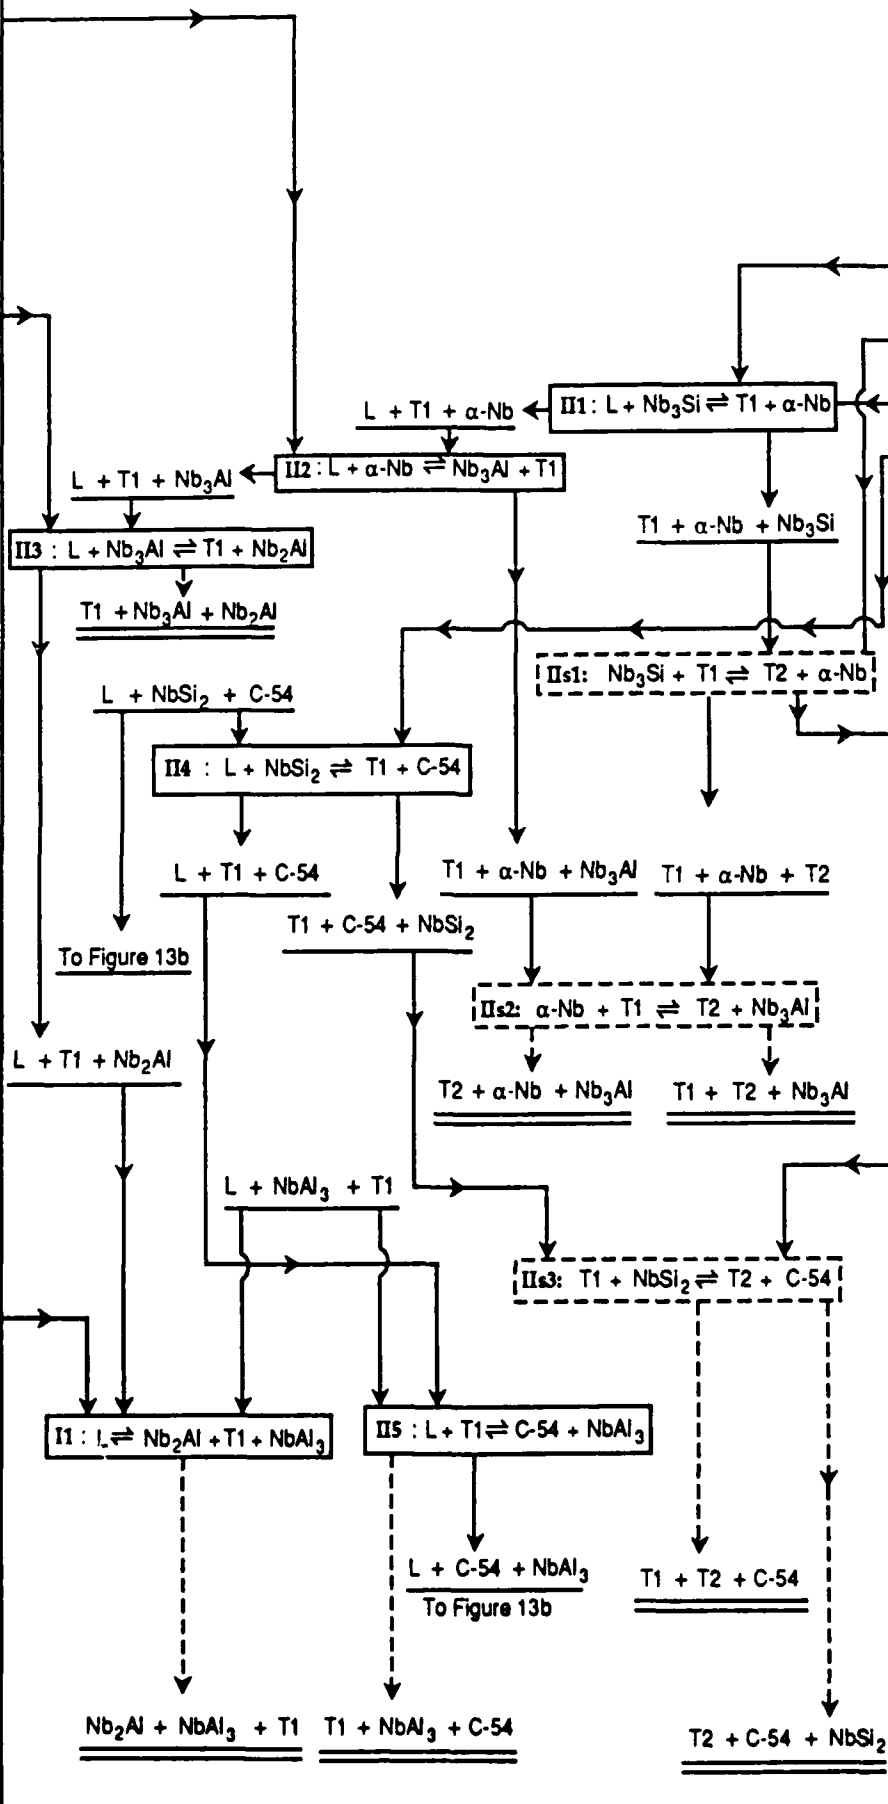 II1 : L + Nb₃Si ⇌ T1 + α-Nb
L + T1 + α-Nb
II2 : L + α-Nb ⇌ Nb₃Al + T1
L + T1 + Nb₃Al
T1 + α-Nb + Nb₃Si
II3 : L + Nb₃Al ⇌ T1 + Nb₂Al
T1 + Nb₃Al + Nb₂Al
IIs1: Nb₃Si + T1 ⇌ T2 + α-Nb
L + NbSi₂ + C-54
II4 : L + NbSi₂ ⇌ T1 + C-54
L + T1 + C-54
T1 + α-Nb + Nb₃Al
T1 + α-Nb + T2
T1 + C-54 + NbSi₂
To Figure 13b
IIs2: α-Nb + T1 ⇌ T2 + Nb₃Al
L + T1 + Nb₂Al
T2 + α-Nb + Nb₃Al
T1 + T2 + Nb₃Al
L + NbAl₃ + T1
IIs3: T1 + NbSi₂ ⇌ T2 + C-54
I1 : L ⇌ Nb₂Al + T1 + NbAl₃
II5 : L + T1 ⇌ C-54 + NbAl₃
L + C-54 + NbAl₃
To Figure 13b
T1 + T2 + C-54
Nb₂Al + NbAl₃ + T1
T1 + NbAl₃ + C-54
T2 + C-54 + NbSi₂